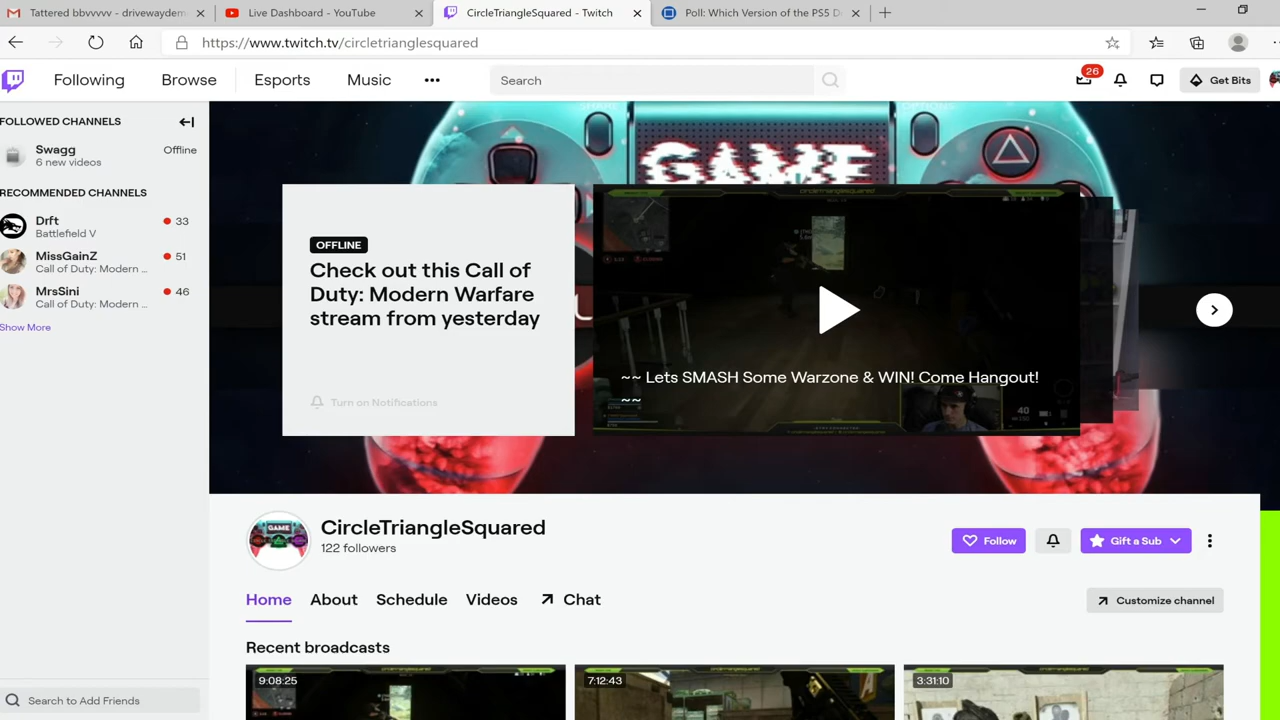 Tattered bbvvvvv - drivewaydem
Live Dashboard - YouTube
CircleTriangleSquared - Twitch
Poll: Which Version of the PS5 D
https://www.twitch.tv/circletrianglesquared
Following
Browse
Esports
Music
Search
26
Get Bits
FOLLOWED CHANNELS
Swagg
Offline
6 new videos
RECOMMENDED CHANNELS
Drft
33
Battlefield V
MissGainZ
51
Call of Duty: Modern ...
MrsSini
46
Call of Duty: Modern ...
Show More
Search to Add Friends
GAME
OFFLINE
Check out this Call of
Duty: Modern Warfare
stream from yesterday
Turn on Notifications
~~ Lets SMASH Some Warzone & WIN! Come Hangout!
~~
40
CircleTriangleSquared
122 followers
Follow
Gift a Sub
Home
About
Schedule
Videos
Chat
Customize channel
Recent broadcasts
9:08:25
7:12:43
3:31:10